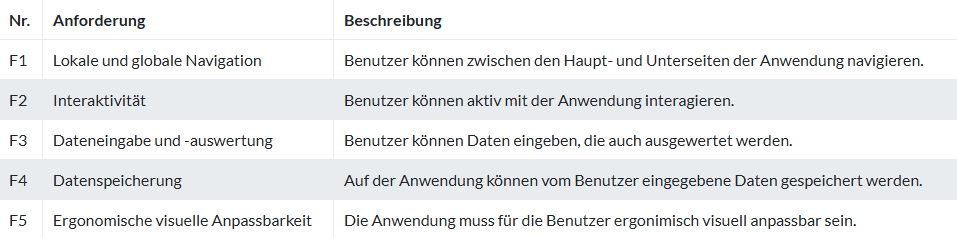 Nr. Anforderung Beschreibung
F1 Lokale und globale Navigation Benutzer können zwischen den Haupt- und Unterseiten der Anwendung navigieren.
F2 Interaktivität Benutzer können aktiv mit der Anwendung interagieren.
F3 Dateneingabe und -auswertung Benutzer können Daten eingeben, die auch ausgewertet werden.
F4 Datenspeicherung Auf der Anwendung können vom Benutzer eingegebene Daten gespeichert werden.
F5 Ergonomische visuelle Anpassbarkeit Die Anwendung muss für die Benutzer ergonimisch visuell anpassbar sein.